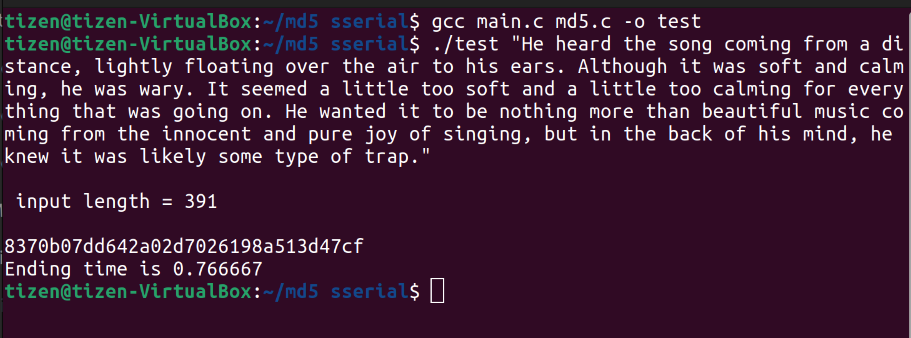 tizen@tizen-VirtualBox:~/md5 sserial$ gcc main.c md5.c -o test
tizen@tizen-VirtualBox:~/md5 sserial$ ./test "He heard the song coming from a di
stance, lightly floating over the air to his ears. Although it was soft and calm
ing, he was wary. It seemed a little too soft and a little too calming for every
thing that was going on. He wanted it to be nothing more than beautiful music co
ming from the innocent and pure joy of singing, but in the back of his mind, he
knew it was likely some type of trap."
input length = 391
8370b07dd642a02d7026198a513d47cf
Ending time is 0.766667
tizen@tizen-VirtualBox:~/md5 sserial$